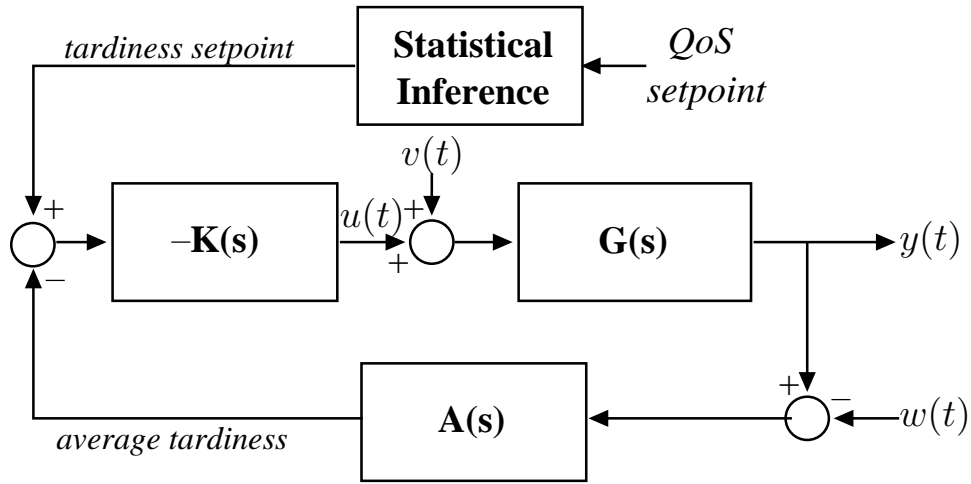 tardiness setpoint
Statistical
Inference
QoS
setpoint
v(t)
+
–K(s)
u(t)
+
+
G(s)
y(t)
–
+
–
w(t)
A(s)
average tardiness